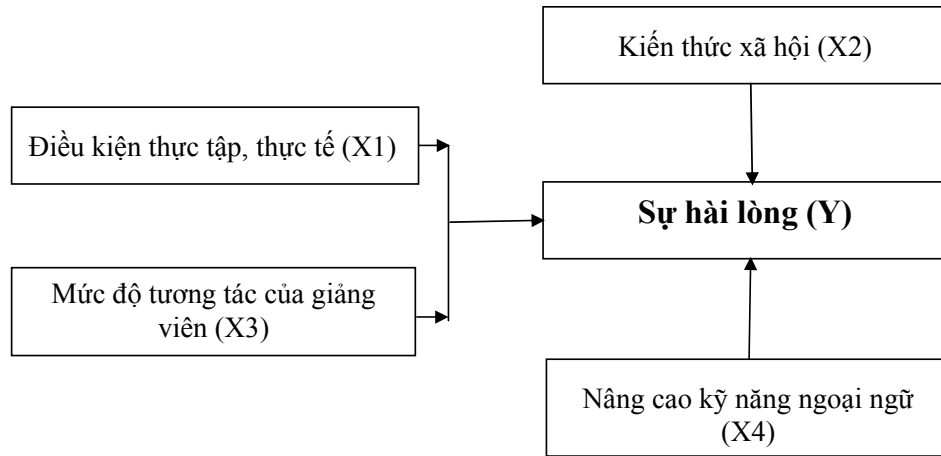 Kiến thức xã hội (X2)
Điều kiện thực tập, thực tế (X1)
Sự hài lòng (Y)
Mức độ tương tác của giảng
viên (X3)
Nâng cao kỹ năng ngoại ngữ
(X4)